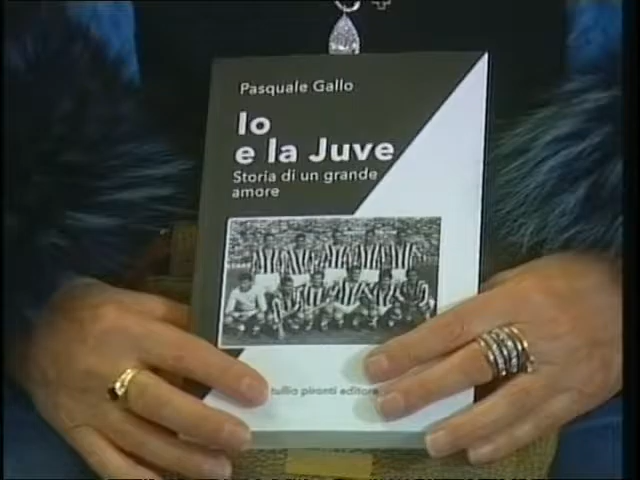 Pasquale Gallo
Io
e la Juve
Storia di un grande
amore
tullio pironti editore